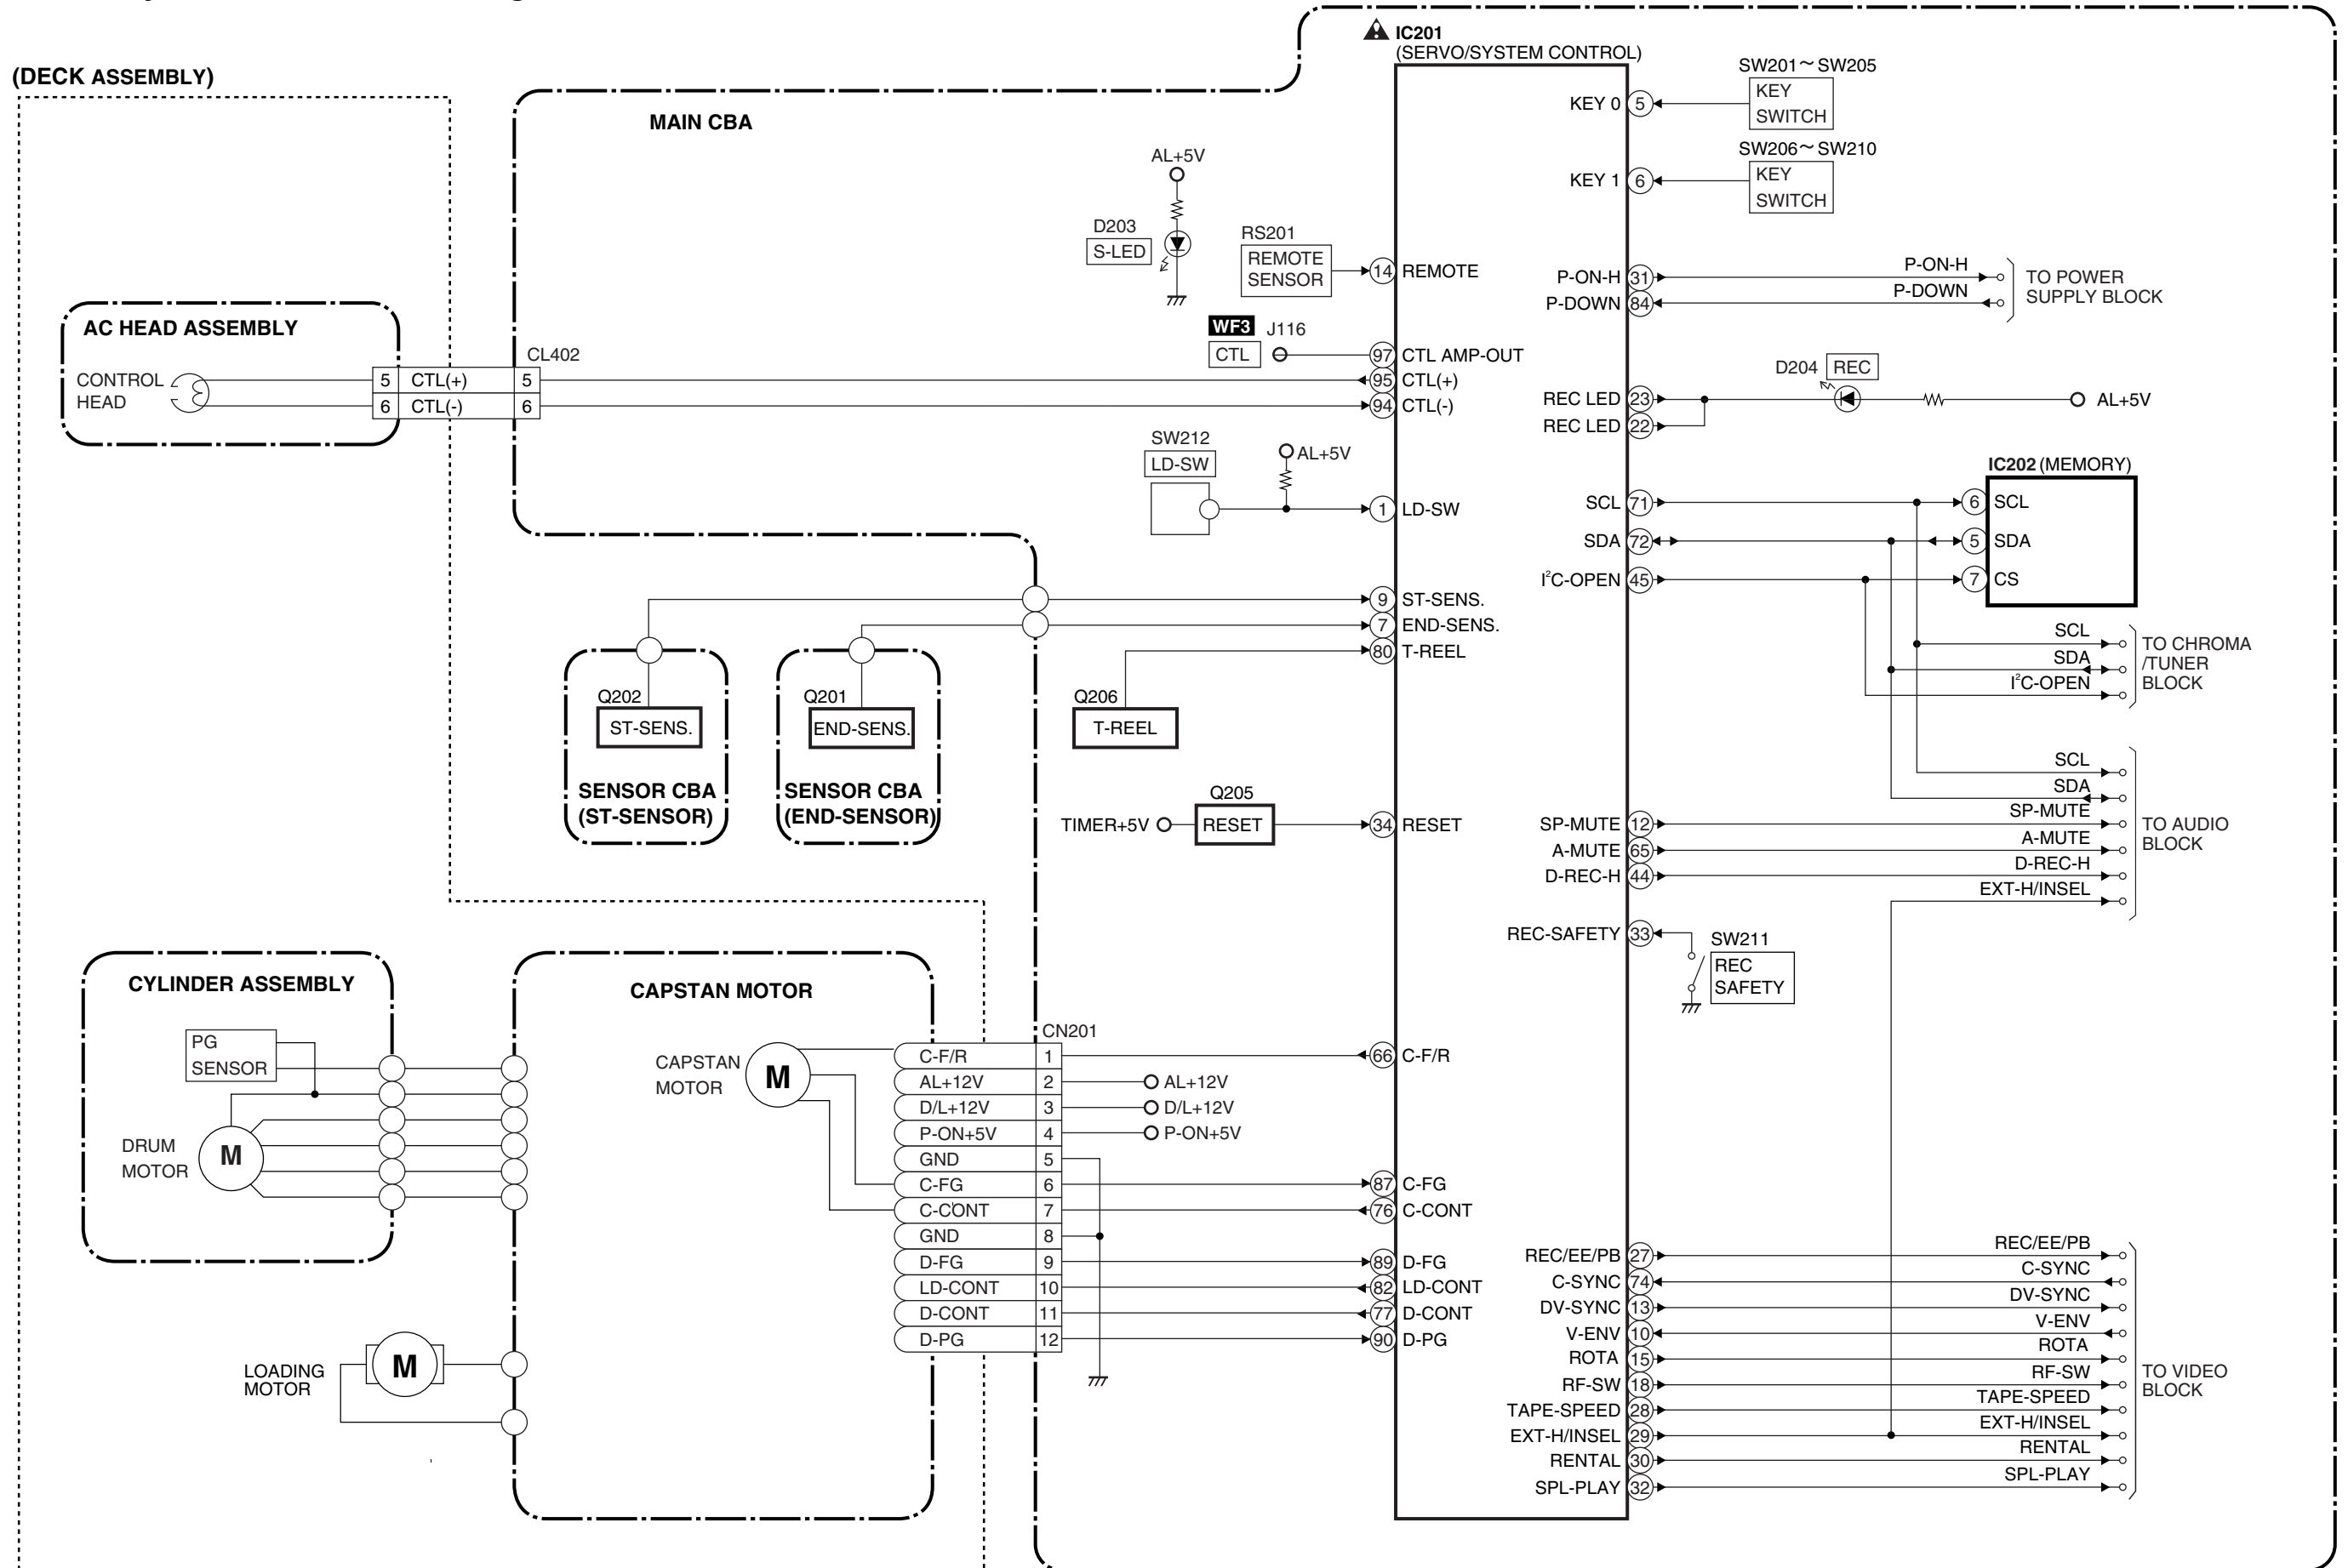 (DECK ASSEMBLY)
MAIN CBA
IC201
(SERVO/SYSTEM CONTROL)
AC HEAD ASSEMBLY
CONTROL
HEAD
5 CTL(+) 5
6 CTL(-) 6
CL402
AL+5V
D203
S-LED
RS201
REMOTE
SENSOR
14 REMOTE
WF3 J116
CTL
97 CTL AMP-OUT
95 CTL(+)
94 CTL(-)
SW212
LD-SW
AL+5V
1 LD-SW
9 ST-SENS.
7 END-SENS.
80 T-REEL
Q202
ST-SENS.
SENSOR CBA
(ST-SENSOR)
Q201
END-SENS.
SENSOR CBA
(END-SENSOR)
Q206
T-REEL
Q205
TIMER+5V RESET
34 RESET
CYLINDER ASSEMBLY
PG
SENSOR
DRUM
MOTOR
M
LOADING
MOTOR
M
CAPSTAN MOTOR
CAPSTAN
MOTOR
M
CN201
C-F/R 1
AL+12V 2 AL+12V
D/L+12V 3 D/L+12V
P-ON+5V 4 P-ON+5V
GND 5
C-FG 6
C-CONT 7
GND 8
D-FG 9
LD-CONT 10
D-CONT 11
D-PG 12
66 C-F/R
87 C-FG
76 C-CONT
89 D-FG
82 LD-CONT
77 D-CONT
90 D-PG
KEY 0 5
SW201~SW205
KEY
SWITCH
KEY 1 6
SW206~SW210
KEY
SWITCH
P-ON-H 31 P-ON-H
P-DOWN 84 P-DOWN
TO POWER
SUPPLY BLOCK
D204 REC
REC LED 23 AL+5V
REC LED 22
IC202 (MEMORY)
SCL 71 6 SCL
SDA 72 5 SDA
I²C-OPEN 45 7 CS
SCL
SDA
I²C-OPEN
TO CHROMA
/TUNER
BLOCK
SCL
SDA
SP-MUTE 12 SP-MUTE
A-MUTE 65 A-MUTE
D-REC-H 44 D-REC-H
EXT-H/INSEL
TO AUDIO
BLOCK
REC-SAFETY 33
SW211
REC
SAFETY
REC/EE/PB 27 REC/EE/PB
C-SYNC 74 C-SYNC
DV-SYNC 13 DV-SYNC
V-ENV 10 V-ENV
ROTA 15 ROTA
RF-SW 18 RF-SW
TAPE-SPEED 28 TAPE-SPEED
EXT-H/INSEL 29 EXT-H/INSEL
RENTAL 30 RENTAL
SPL-PLAY 32 SPL-PLAY
TO VIDEO
BLOCK